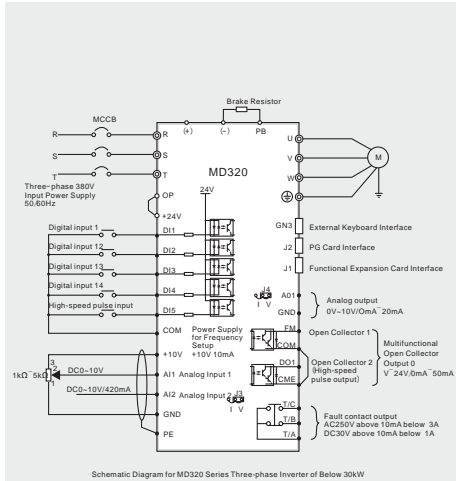 Brake Resistor
MCCB
(+) (−) PB
R R
S S
T T
U
V
W
M
MD320
Three−phase 380V
Input Power Supply
50/60Hz
OP
+24V
24V
GN3 External Keyboard Interface
J2 PG Card Interface
J1 Functional Expansion Card Interface
Digital input 1 DI1
Digital input 12 DI2
Digital input 13 DI3
Digital input 14 DI4
High−speed pulse input DI5
COM
J4
I V
A01
GND
Analog output
0V~10V/OmA¯20mA
Power Supply
for Frequency
Setup
+10V 10mA
FM
COM
Open Collector 1
DO1
CME
Open Collector 2
(High−speed
pulse output)
Multifunctional
Open Collector
Output 0
V¯24V/0mA¯50mA
+10V
1kΩ¯5kΩ
3
2
1
DC0~10V AI1 Analog Input 1
DC0~10V/420mA AI2 Analog Input 2
J3
I V
GND
PE
T/C
T/B
T/A
Fault contact output
AC250V above 10mA below 3A
DC30V above 10mA below 1A
Schematic Diagram for MD320 Series Three−phase Inverter of Below 30kW